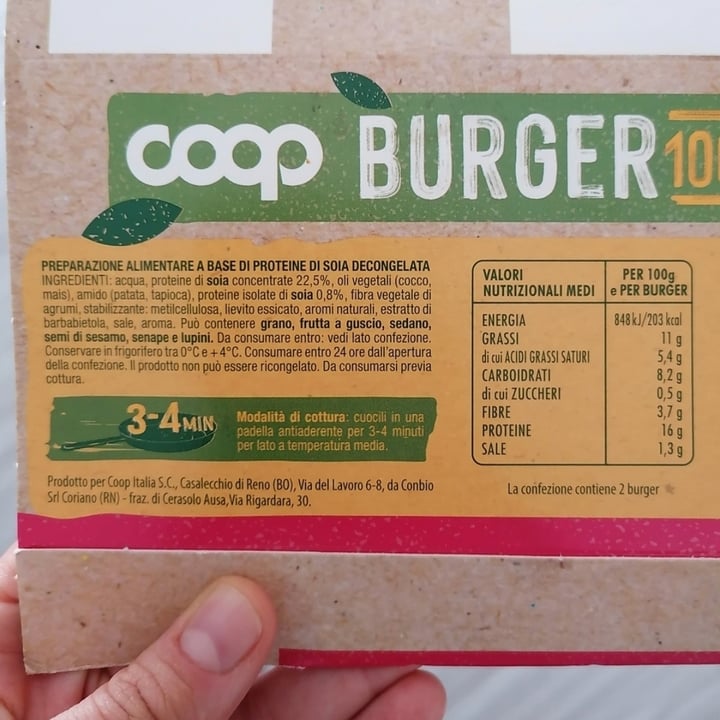 coop BURGER 100
PREPARAZIONE ALIMENTARE A BASE DI PROTEINE DI SOIA DECONGELATA
INGREDIENTI: acqua, proteine di soia concentrate 22,5%, oli vegetali (cocco,
mais), amido (patata, tapioca), proteine isolate di soia 0,8%, fibra vegetale di
agrumi, stabilizzante: metilcellulosa, lievito essicato, aromi naturali, estratto di
barbabietola, sale, aroma. Può contenere grano, frutta a guscio, sedano,
semi di sesamo, senape e lupini. Da consumare entro: vedi lato confezione.
Conservare in frigorifero tra 0°C e +4°C. Consumare entro 24 ore dall'apertura
della confezione. Il prodotto non può essere ricongelato. Da consumarsi previa
cottura.
3-4 MIN
Modalità di cottura: cuocili in una
padella antiaderente per 3-4 minuti
per lato a temperatura media.
Prodotto per Coop Italia S.C., Casalecchio di Reno (BO), Via del Lavoro 6-8, da Conbio
Srl Coriano (RN) - fraz. di Cerasolo Ausa, Via Rigardara, 30.
VALORI NUTRIZIONALI MEDI PER 100g e PER BURGER
ENERGIA 848 kJ/203 kcal
GRASSI 11 g
di cui ACIDI GRASSI SATURI 5,4 g
CARBOIDRATI 8,2 g
di cui ZUCCHERI 0,5 g
FIBRE 3,7 g
PROTEINE 16 g
SALE 1,3 g
La confezione contiene 2 burger